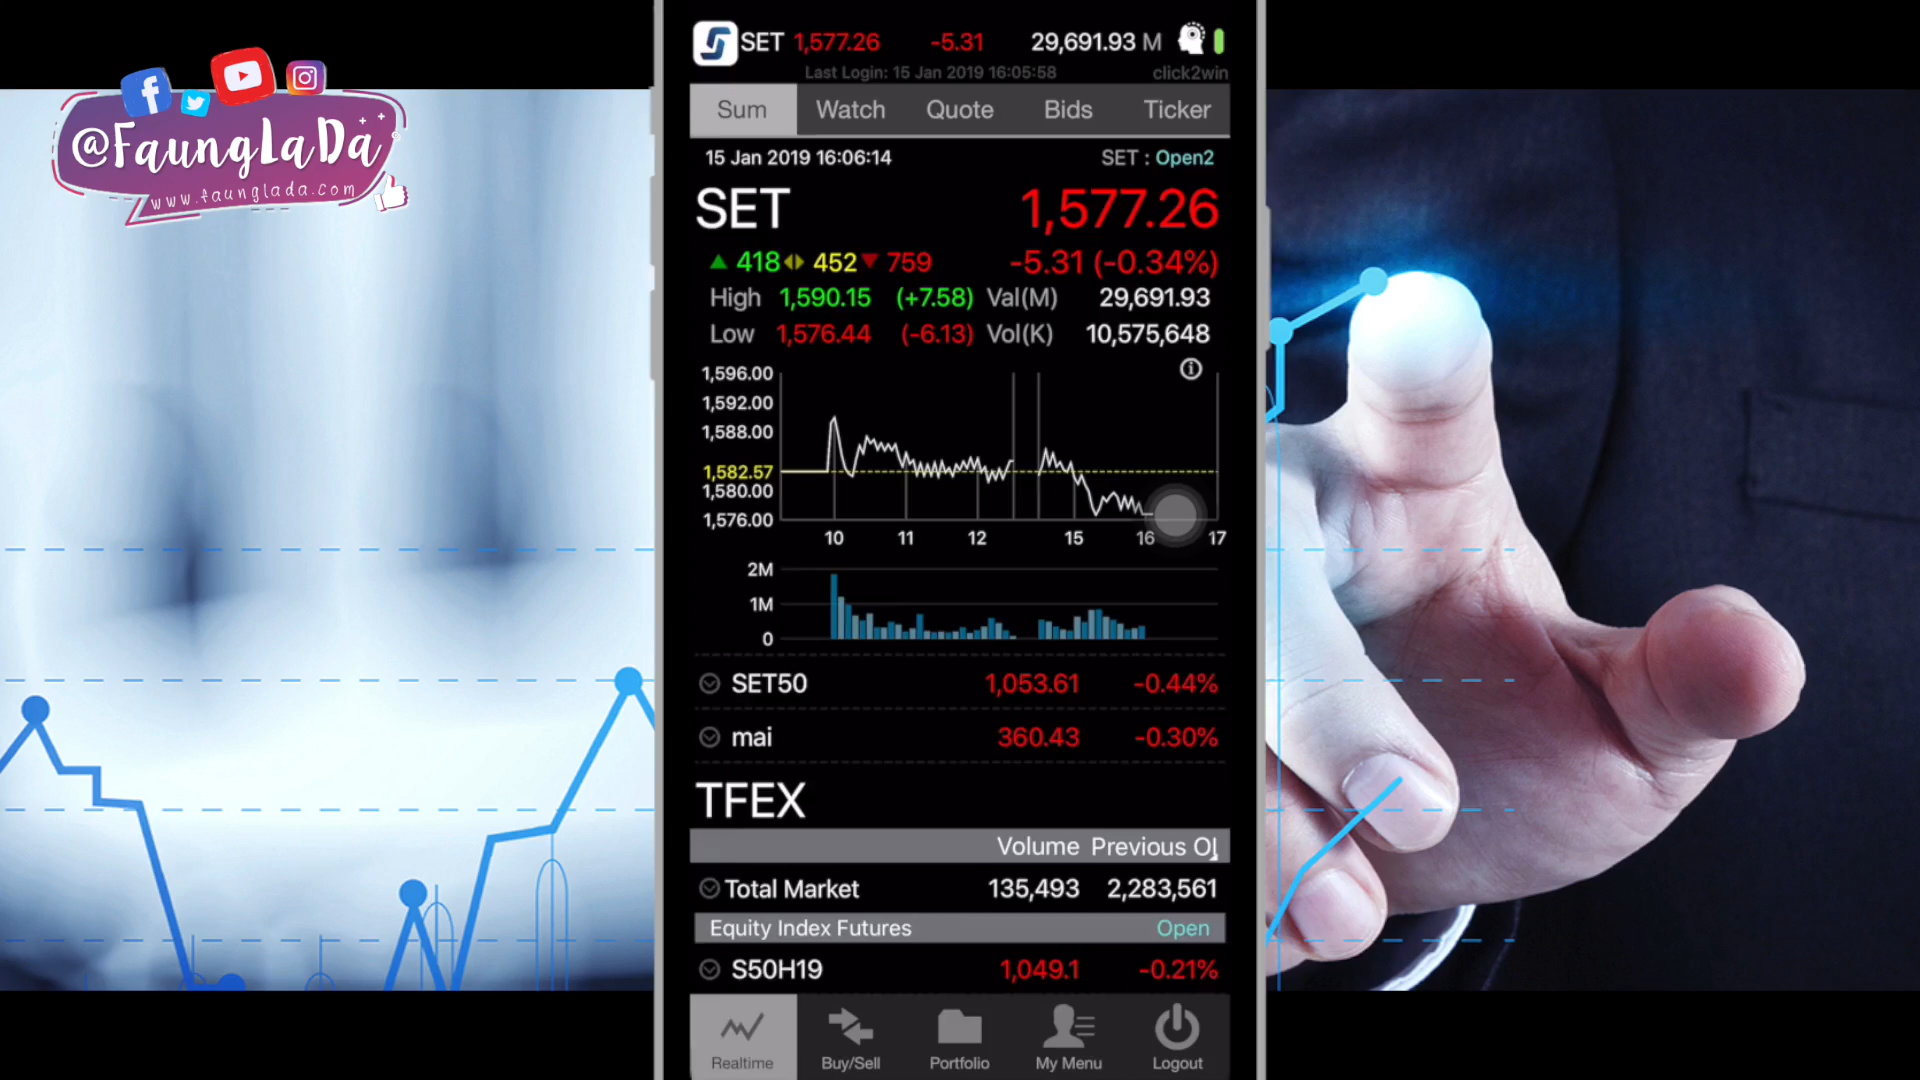 @FaungLaDa
www.faunglada.com
SET 1,577.26 -5.31 29,691.93 M
Last Login: 15 Jan 2019 16:05:58 click2win
Sum Watch Quote Bids Ticker
15 Jan 2019 16:06:14 SET : Open2
SET 1,577.26
418 452 759 -5.31 (-0.34%)
High 1,590.15 (+7.58) Val(M) 29,691.93
Low 1,576.44 (-6.13) Vol(K) 10,575,648
1,596.00
1,592.00
1,588.00
1,582.57
1,580.00
1,576.00
10 11 12 15 16 17
2M
1M
0
SET50 1,053.61 -0.44%
mai 360.43 -0.30%
TFEX
Volume Previous OI
Total Market 135,493 2,283,561
Equity Index Futures Open
S50H19 1,049.1 -0.21%
Realtime Buy/Sell Portfolio My Menu Logout